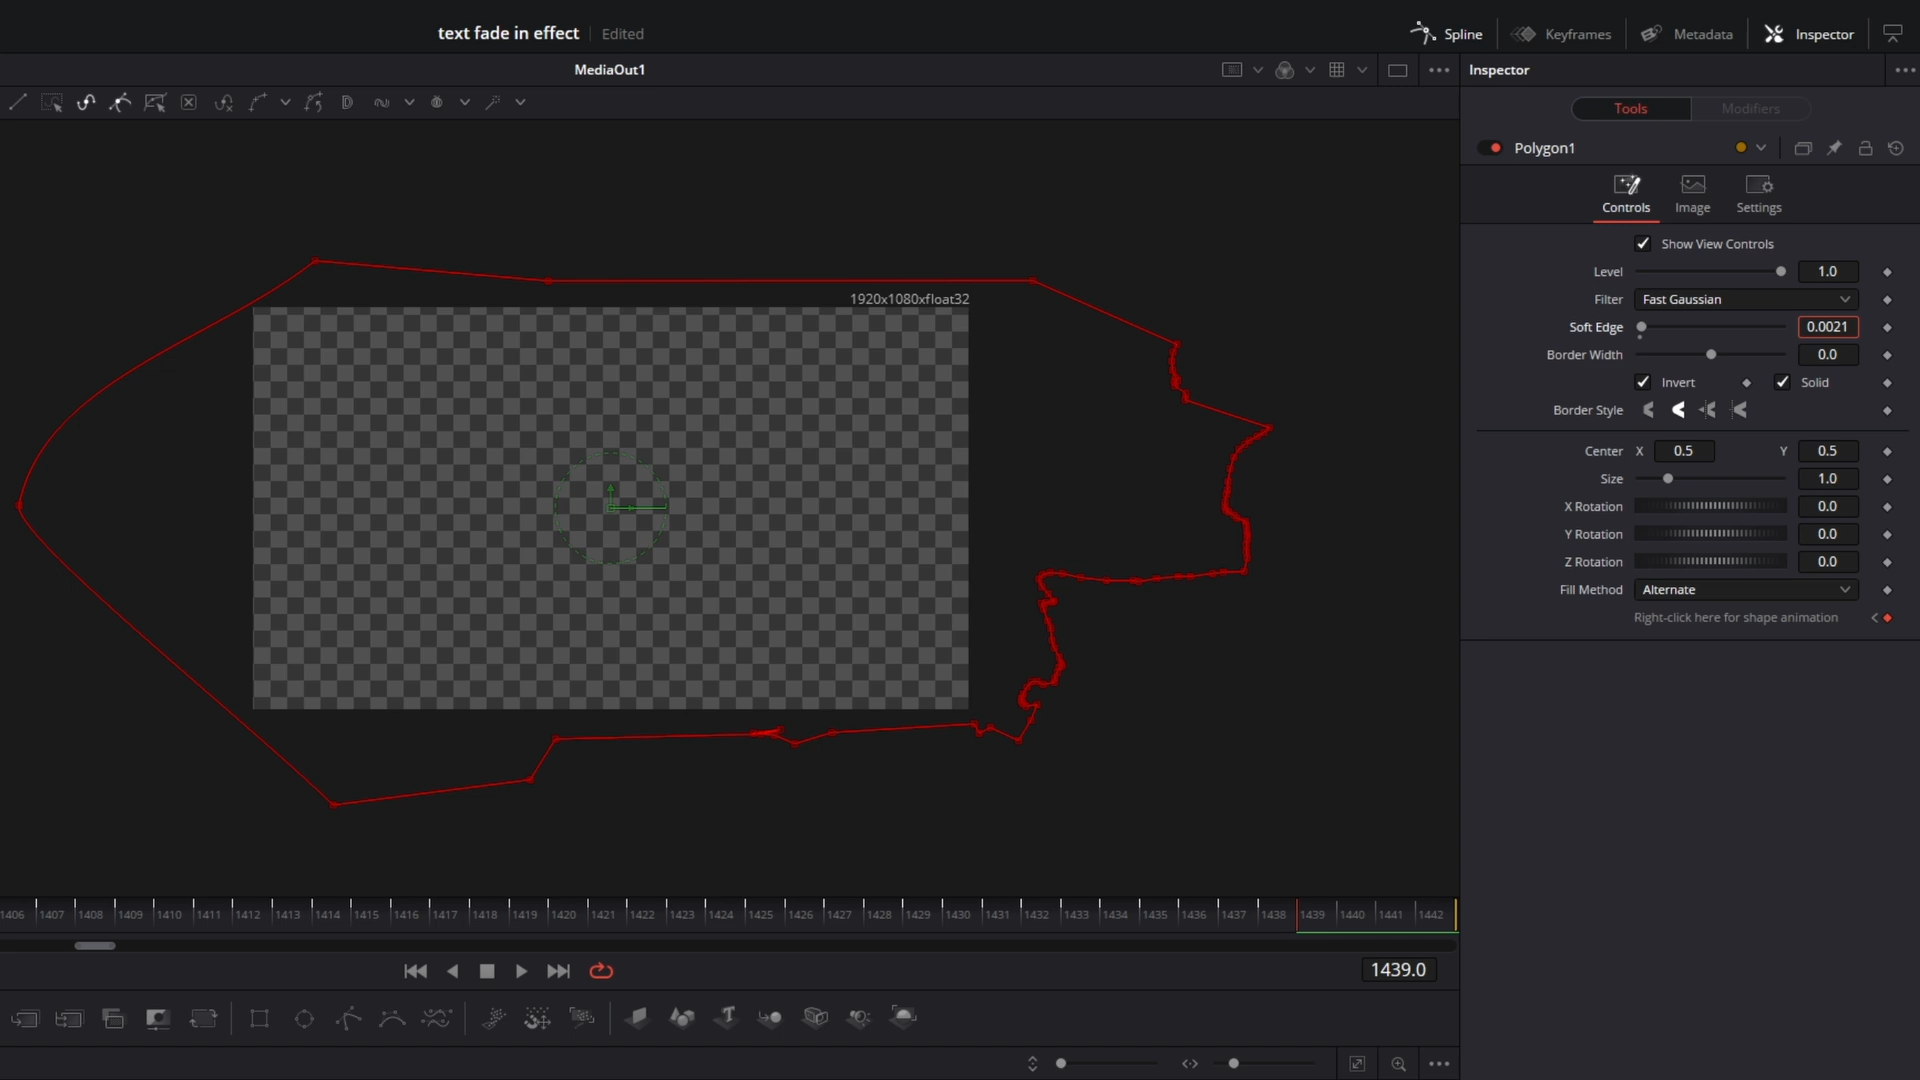 text fade in effect Edited Spline Keyframes Metadata Inspector
MediaOut1 Inspector
Tools Modifiers
Polygon1
Controls Image Settings
Show View Controls
Level 1.0
Filter Fast Gaussian
Soft Edge 0.0021
Border Width 0.0
Invert Solid
Border Style
Center X 0.5 Y 0.5
Size 1.0
X Rotation 0.0
Y Rotation 0.0
Z Rotation 0.0
Fill Method Alternate
Right-click here for shape animation
1920x1080xfloat32
1406 1407 1408 1409 1410 1411 1412 1413 1414 1415 1416 1417 1418 1419 1420 1421 1422 1423 1424 1425 1426 1427 1428 1429 1430 1431 1432 1433 1434 1435 1436 1437 1438 1439 1440 1441 1442
1439.0